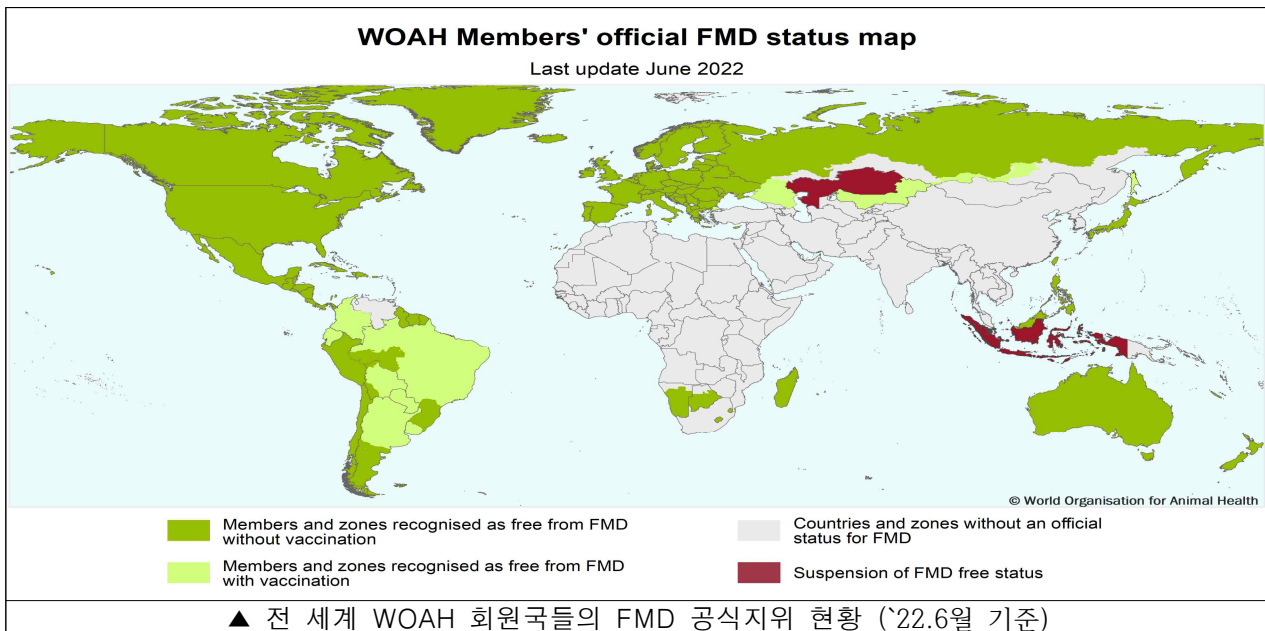 WOAH Members' official FMD status map
Last update June 2022
© World Organisation for Animal Health
Members and zones recognised as free from FMD
without vaccination
Countries and zones without an official
status for FMD
Members and zones recognised as free from FMD
with vaccination
Suspension of FMD free status
▲ 전 세계 WOAH 회원국들의 FMD 공식지위 현황 (`22.6월 기준)